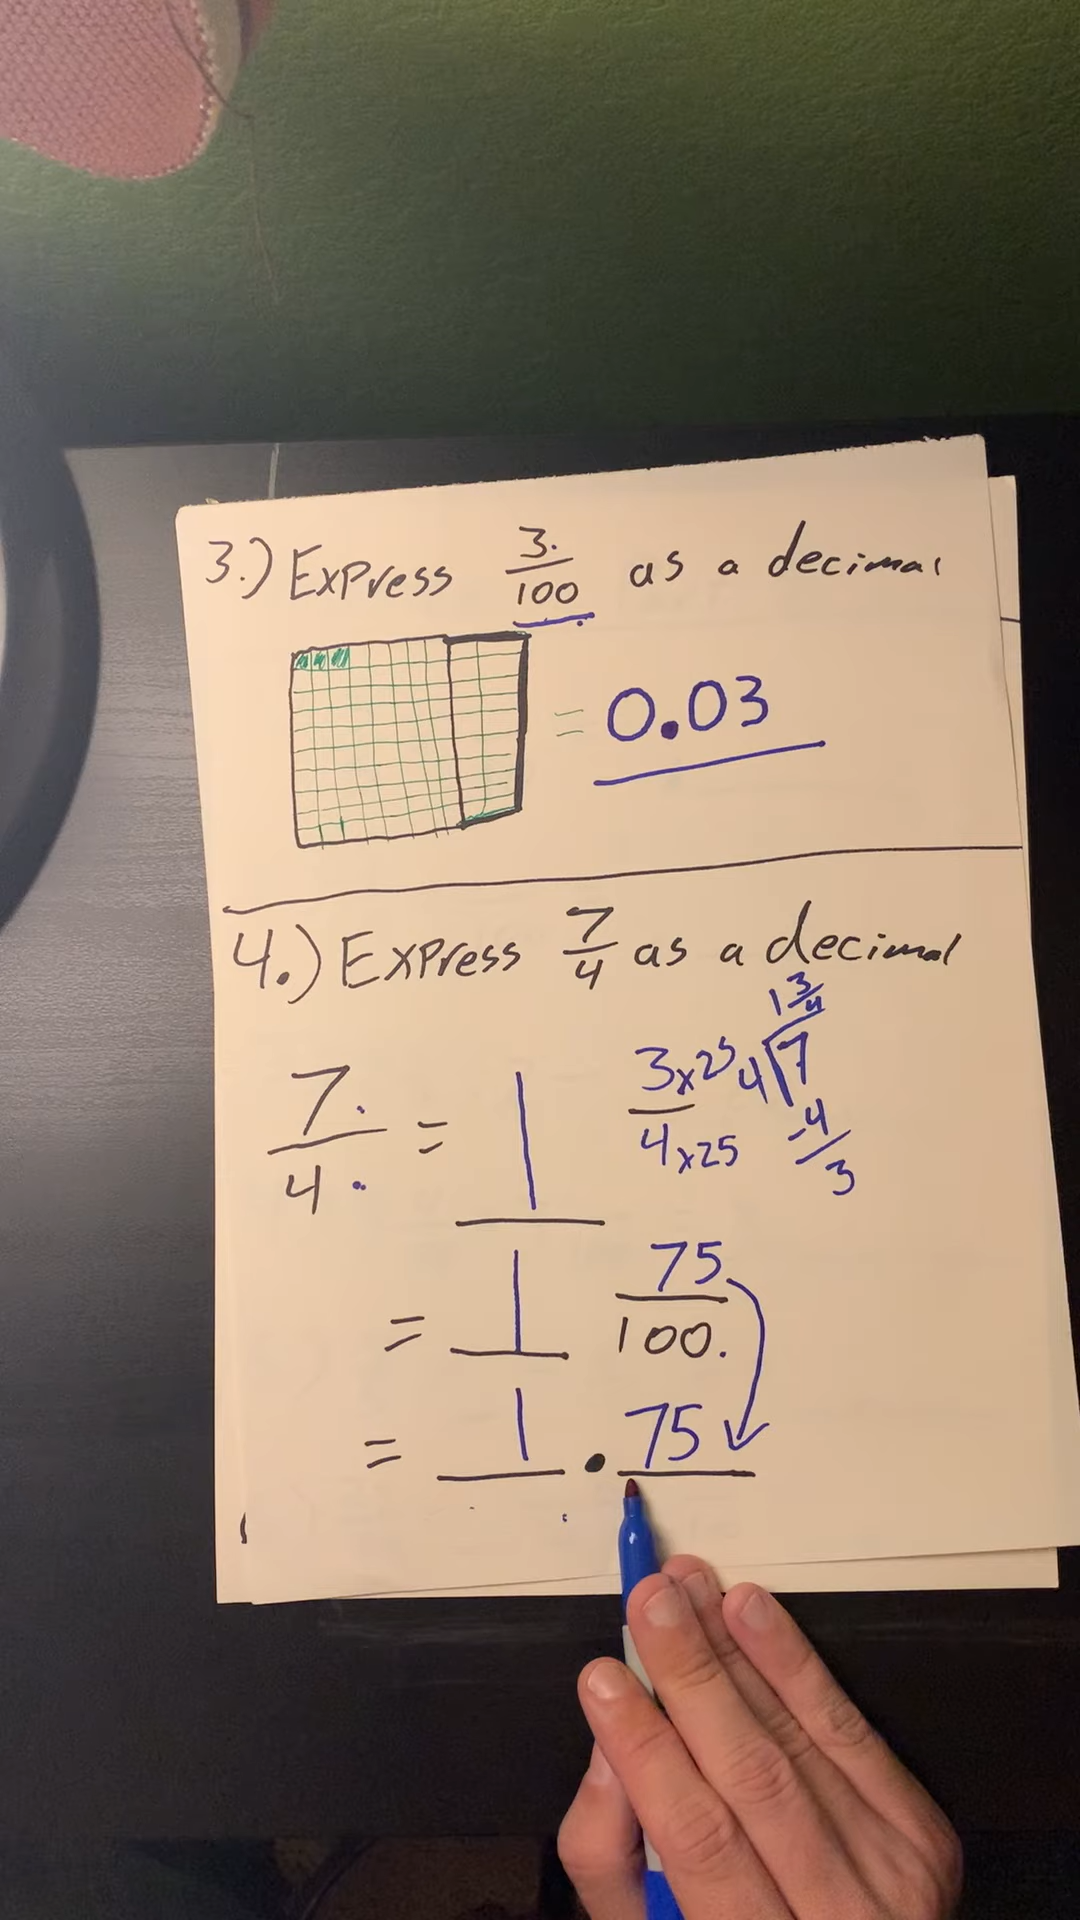 3.) Express 3/100 as a decimal
= 0.03
4.) Express 7/4 as a decimal
1 3/4
4)7
-4
3
7/4 = 1 3x25/4x25
= 1 75/100
= 1 . 75